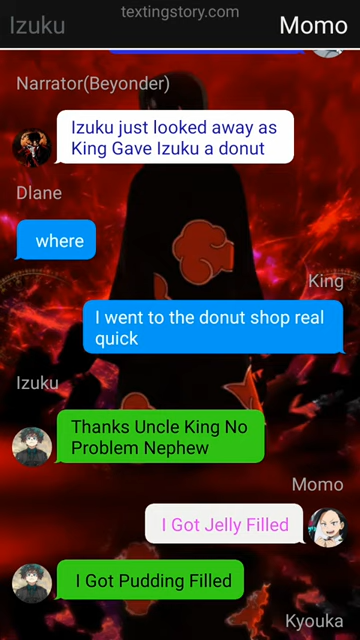 textingstory.com
Izuku
Momo
Narrator(Beyonder)
Izuku just looked away as
King Gave Izuku a donut
Dlane
where
King
I went to the donut shop real
quick
Izuku
Thanks Uncle King No
Problem Nephew
Momo
I Got Jelly Filled
I Got Pudding Filled
Kyouka